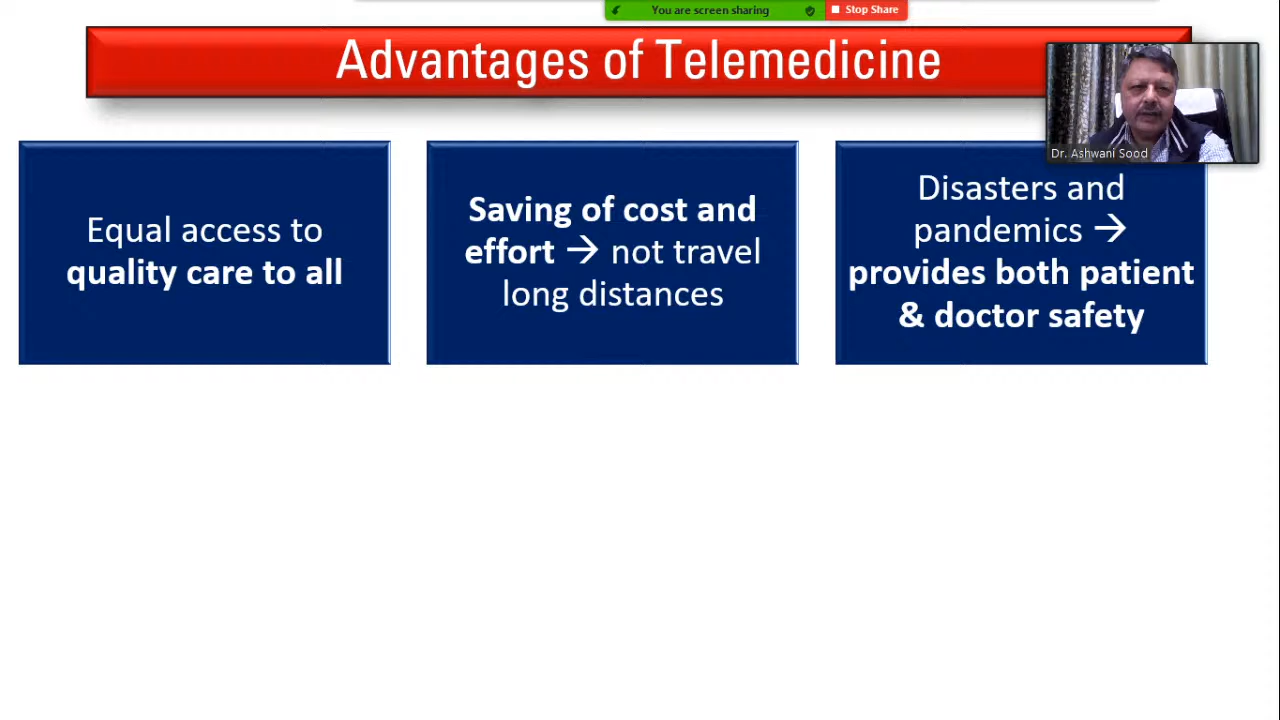 You are screen sharing
Stop Share
Advantages of Telemedicine
Dr. Ashwani Sood
Equal access to
quality care to all
Saving of cost and
effort → not travel
long distances
Disasters and
pandemics →
provides both patient
& doctor safety